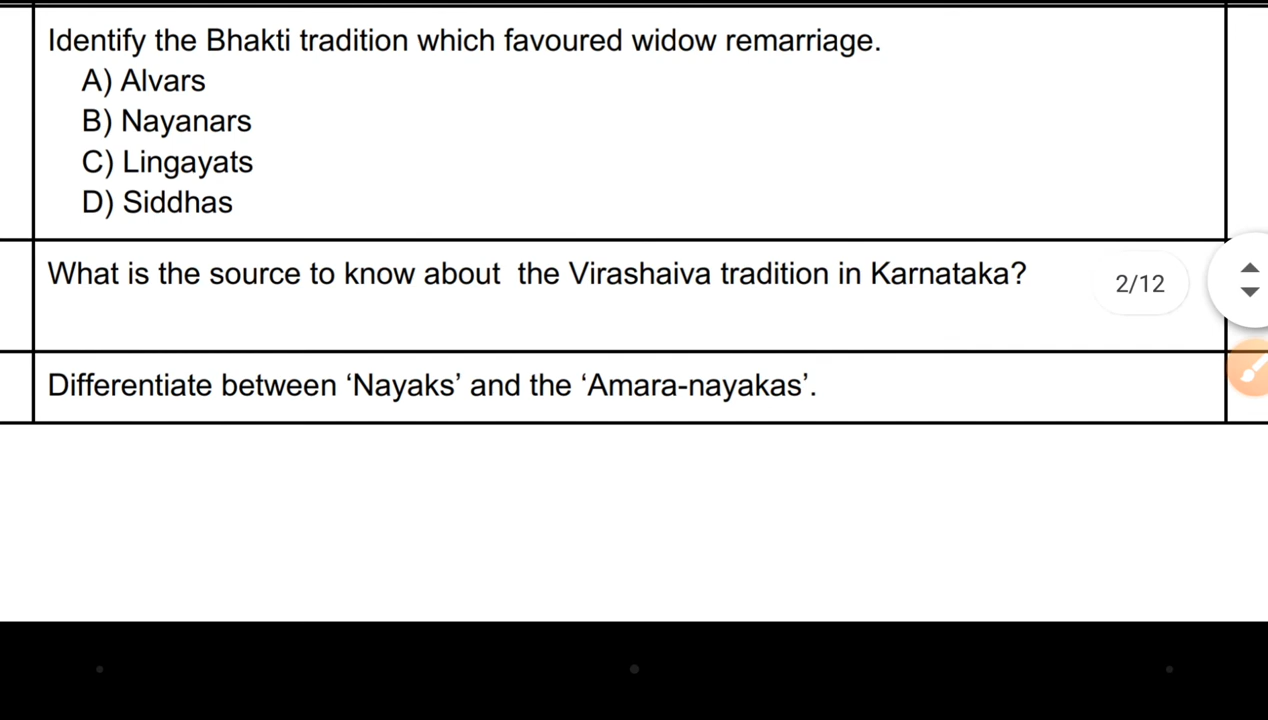 Identify the Bhakti tradition which favoured widow remarriage.
A) Alvars
B) Nayanars
C) Lingayats
D) Siddhas
What is the source to know about  the Virashaiva tradition in Karnataka?
2/12
Differentiate between ‘Nayaks’ and the ‘Amara-nayakas’.